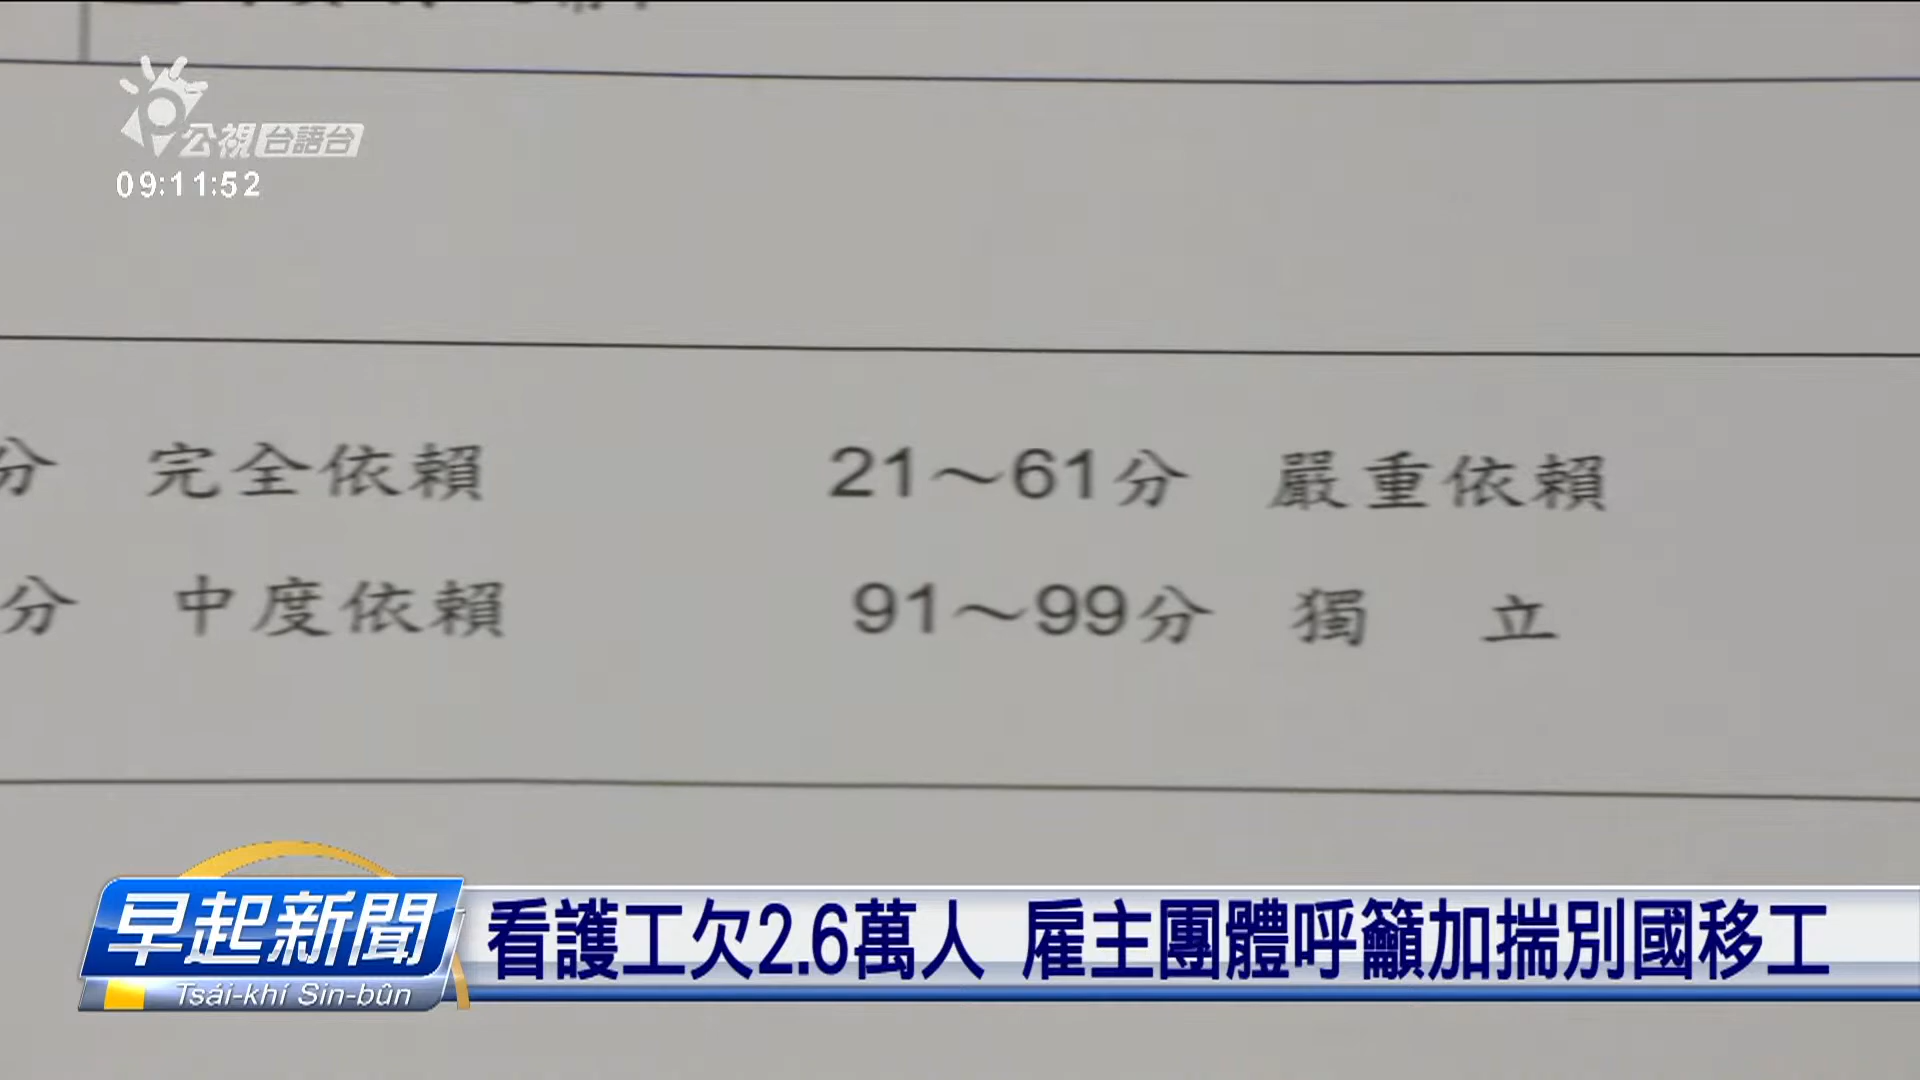 公視台語台
09:11:52
分 完全依賴 21～61分 嚴重依賴
分 中度依賴 91～99分 獨 立
早起新聞 看護工欠2.6萬人 雇主團體呼籲加揣別國移工
Tsái-khí Sin-bûn